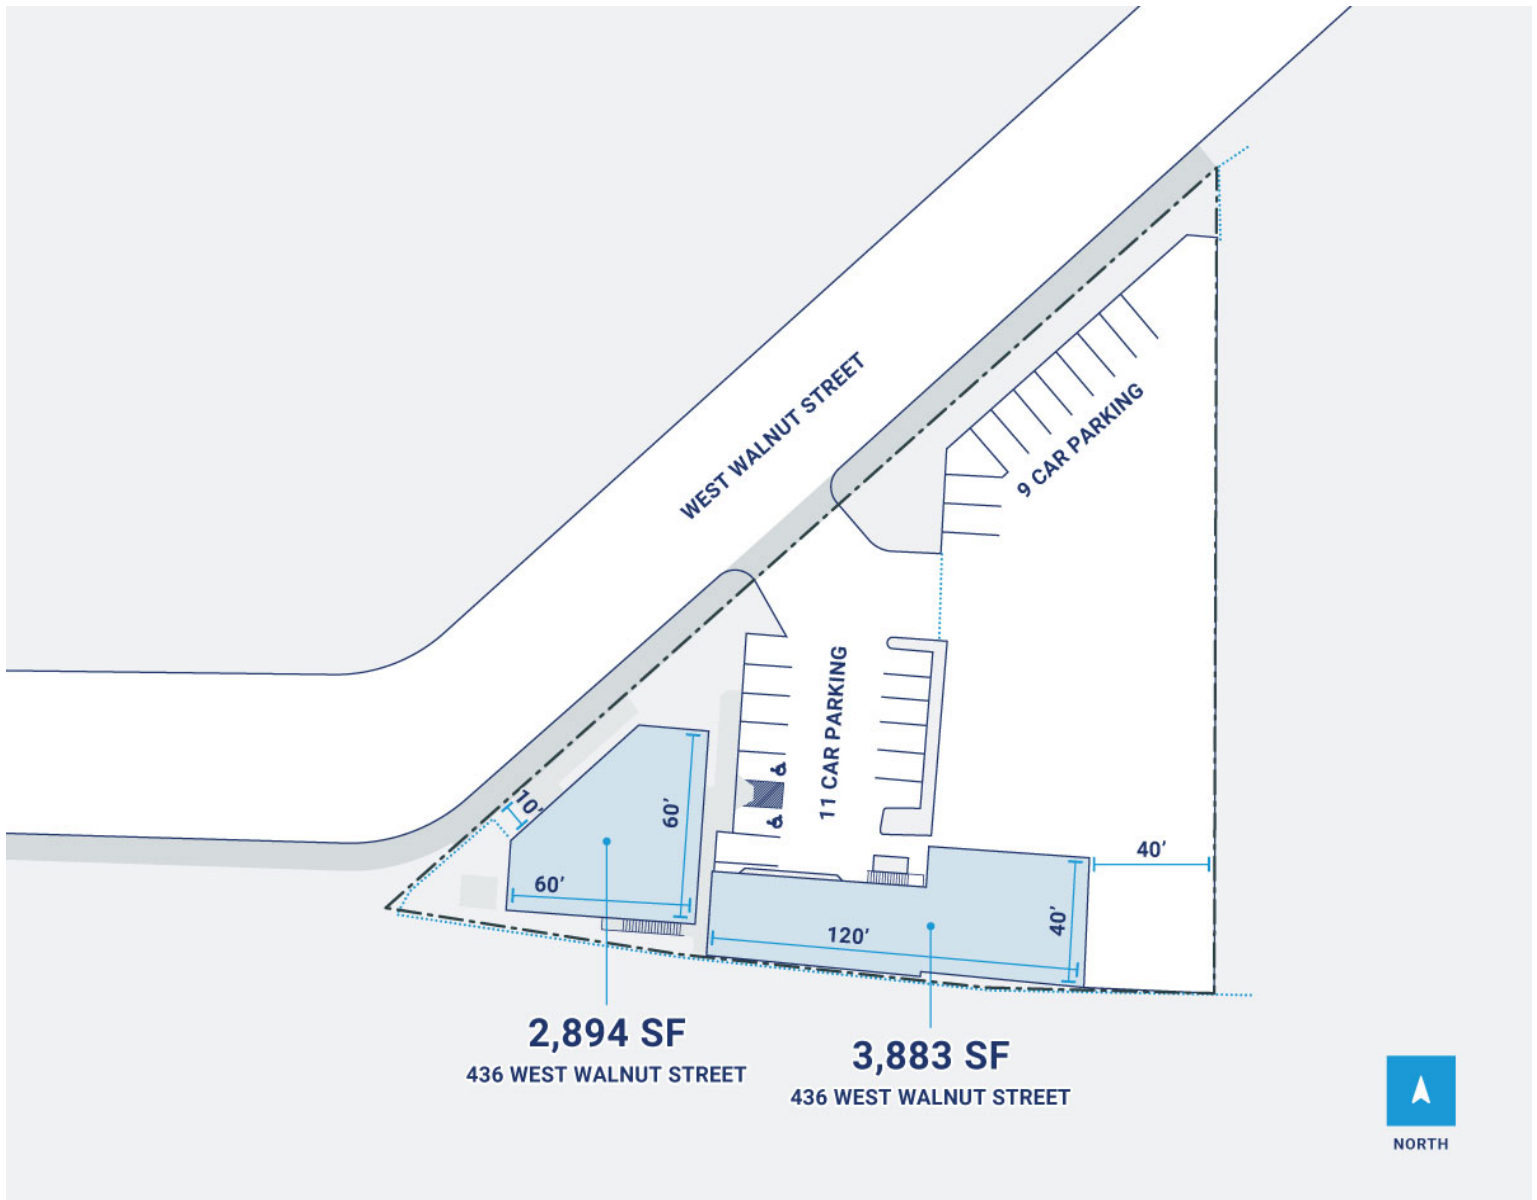 WEST WALNUT STREET
9 CAR PARKING
11 CAR PARKING
10’
60’
60’
40’
40’
120’
2,894 SF
436 WEST WALNUT STREET
3,883 SF
436 WEST WALNUT STREET
NORTH